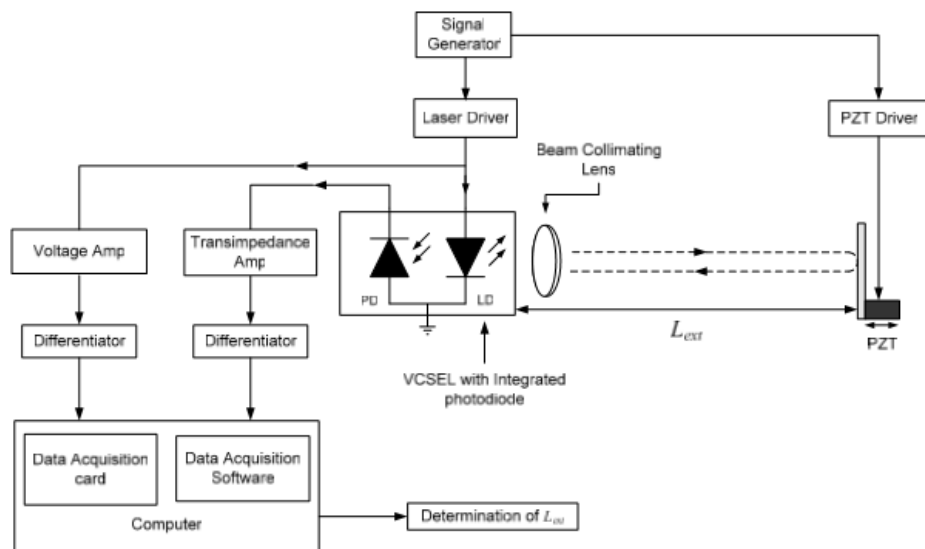 Signal
Generator
Laser Driver
PZT Driver
Beam Collimating
Lens
Voltage Amp
Transimpedance
Amp
PD
LD
L_ext
PZT
Differentiator
Differentiator
VCSEL with Integrated
photodiode
Data Acquisition
card
Data Acquisition
Software
Computer
Determination of